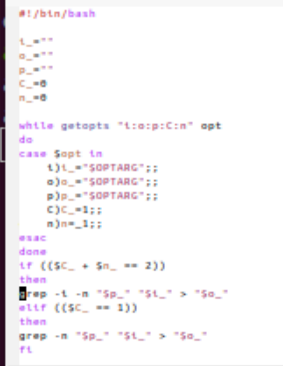 #!/bin/bash
i_=""
o_=""
p_=""
C_=0
n_=0
while getopts "i:o:p:C:n" opt
do
case $opt in
i)i_="$OPTARG";;
o)o_="$OPTARG";;
p)p_="$OPTARG";;
C)C_=1;;
n)n=_1;;
esac
done
if (($C_ + $n_ == 2))
then
grep -i -n "$p_" "$i_" > "$o_"
elif (($C_ == 1))
then
grep -n "$p_" "$i_" > "$o_"
fi